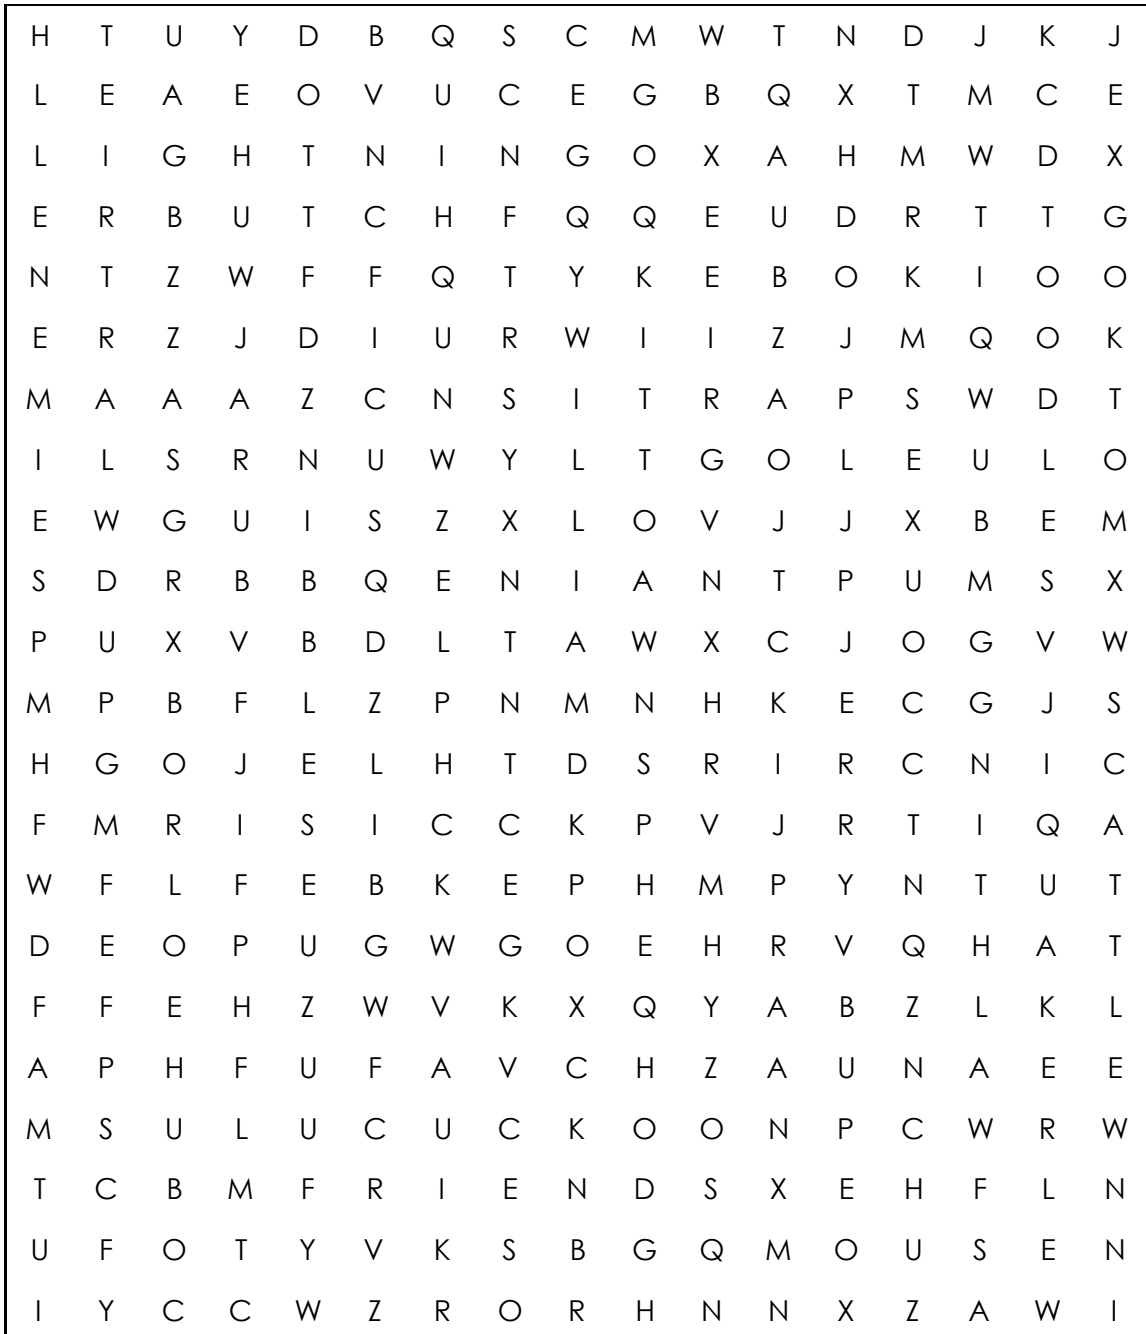 H T U Y D B Q S C M W T N D J K J
L E A E O V U C E G B Q X T M C E
L I G H T N I N G O X A H M W D X
E R B U T C H F Q Q E U D R T T G
N T Z W F F Q T Y K E B O K I O O
E R Z J D I U R W I I Z J M Q O K
M A A A Z C N S I T R A P S W D T
I L S R N U W Y L T G O L E U L O
E W G U I S Z X L O V J J X B E M
S D R B B Q E N I A N T P U M S X
P U X V B D L T A W X C J O G V W
M P B F L Z P N M N H K E C G J S
H G O J E L H T D S R I R C N I C
F M R I S I C C K P V J R T I Q A
W F L F E B K E P H M P Y N T U T
D E O P U G W G O E H R V Q H A T
F F E H Z W V K X Q Y A B Z L K L
A P H F U F A V C H Z A U N A E E
M S U L U C U C K O O N P C W R W
T C B M F R I E N D S X E H F L N
U F O T Y V K S B G Q M O U S E N
I Y C C W Z R O R H N N X Z A W I